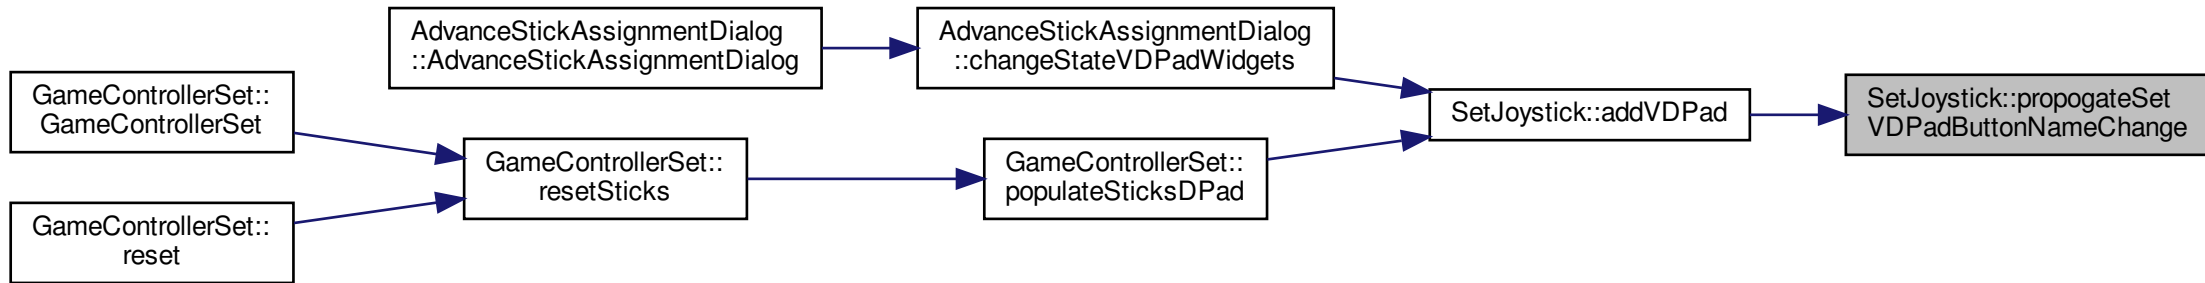 AdvanceStickAssignmentDialog
::AdvanceStickAssignmentDialog
AdvanceStickAssignmentDialog
::changeStateVDPadWidgets
GameControllerSet::
GameControllerSet
SetJoystick::addVDPad
SetJoystick::propogateSet
VDPadButtonNameChange
GameControllerSet::
resetSticks
GameControllerSet::
populateSticksDPad
GameControllerSet::
reset